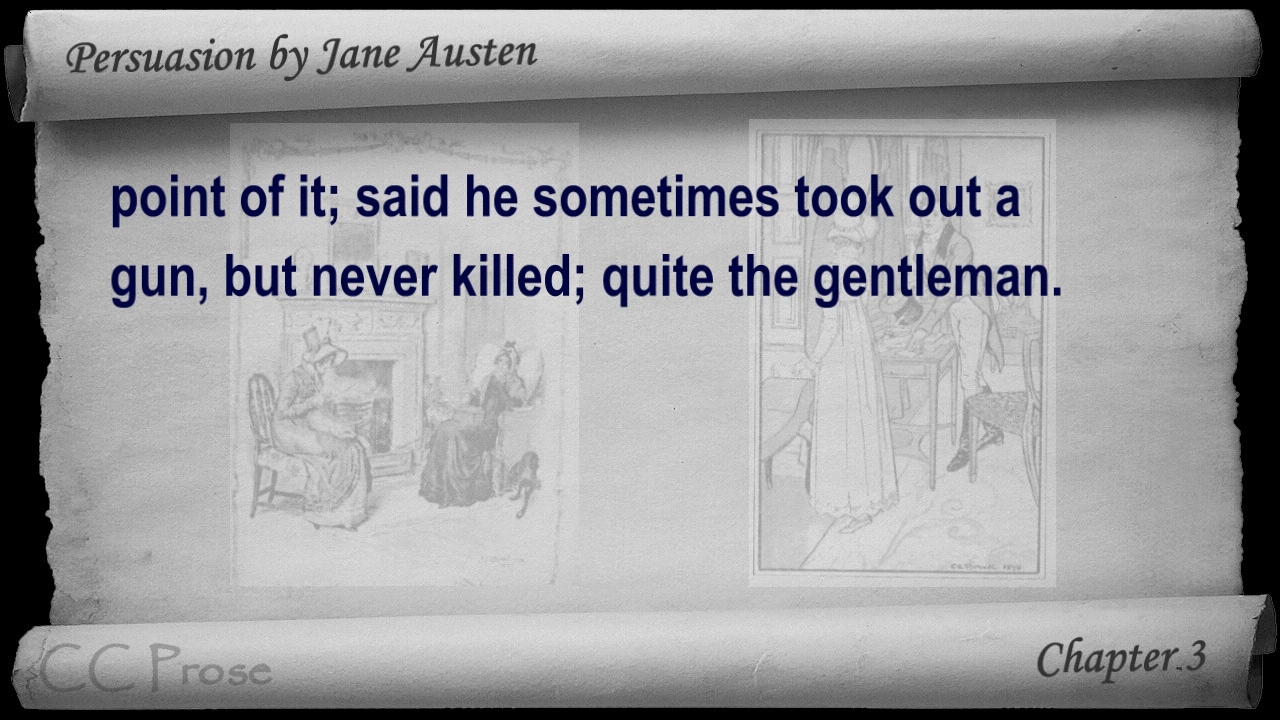 Persuasion by Jane Austen
point of it; said he sometimes took out a
gun, but never killed; quite the gentleman.
CC Prose
Chapter 3